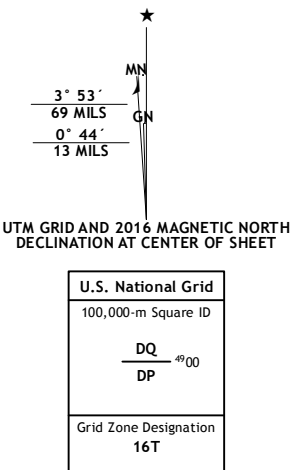 ★
MN
3° 53´
69 MILS
GN
0° 44´
13 MILS
UTM GRID AND 2016 MAGNETIC NORTH
DECLINATION AT CENTER OF SHEET
U.S. National Grid
100,000-m Square ID
DQ
⁴⁹00
DP
Grid Zone Designation
16T